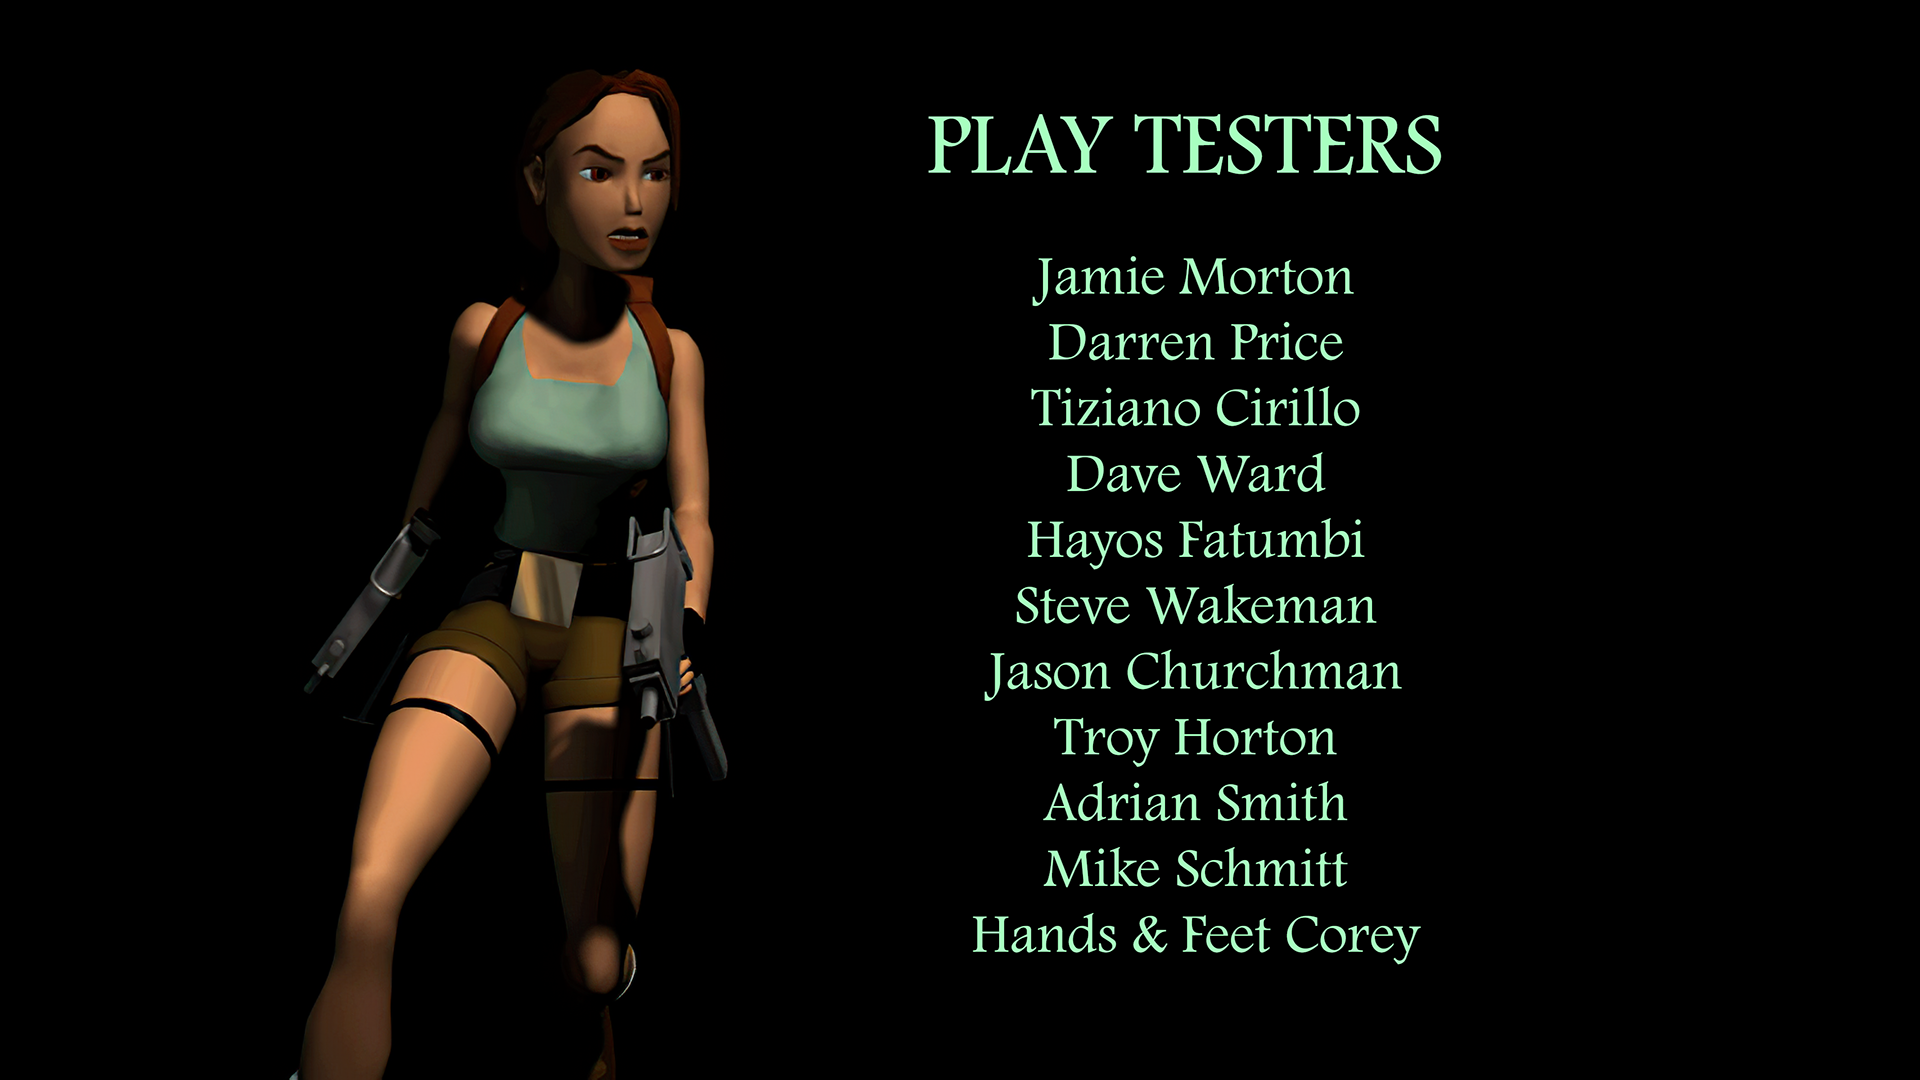 PLAY TESTERS
Jamie Morton
Darren Price
Tiziano Cirillo
Dave Ward
Hayos Fatumbi
Steve Wakeman
Jason Churchman
Troy Horton
Adrian Smith
Mike Schmitt
Hands & Feet Corey